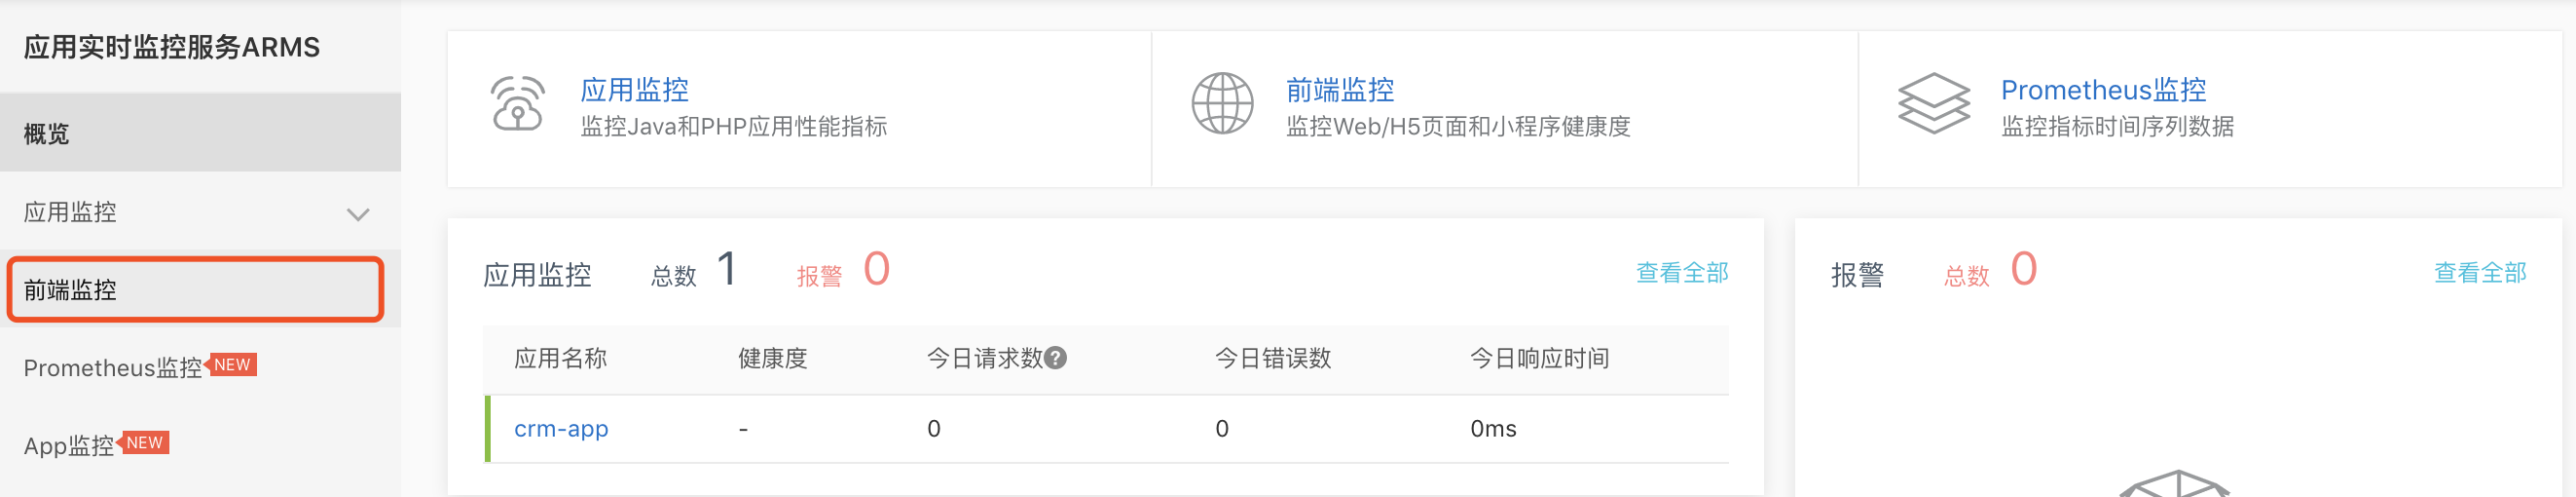 应用实时监控服务ARMS
概览
应用监控
前端监控
Prometheus监控 NEW
App监控 NEW
应用监控
监控Java和PHP应用性能指标
前端监控
监控Web/H5页面和小程序健康度
Prometheus监控
监控指标时间序列数据
应用监控 总数 1 报警 0 查看全部
应用名称 健康度 今日请求数? 今日错误数 今日响应时间
crm-app - 0 0 0ms
报警 总数 0 查看全部